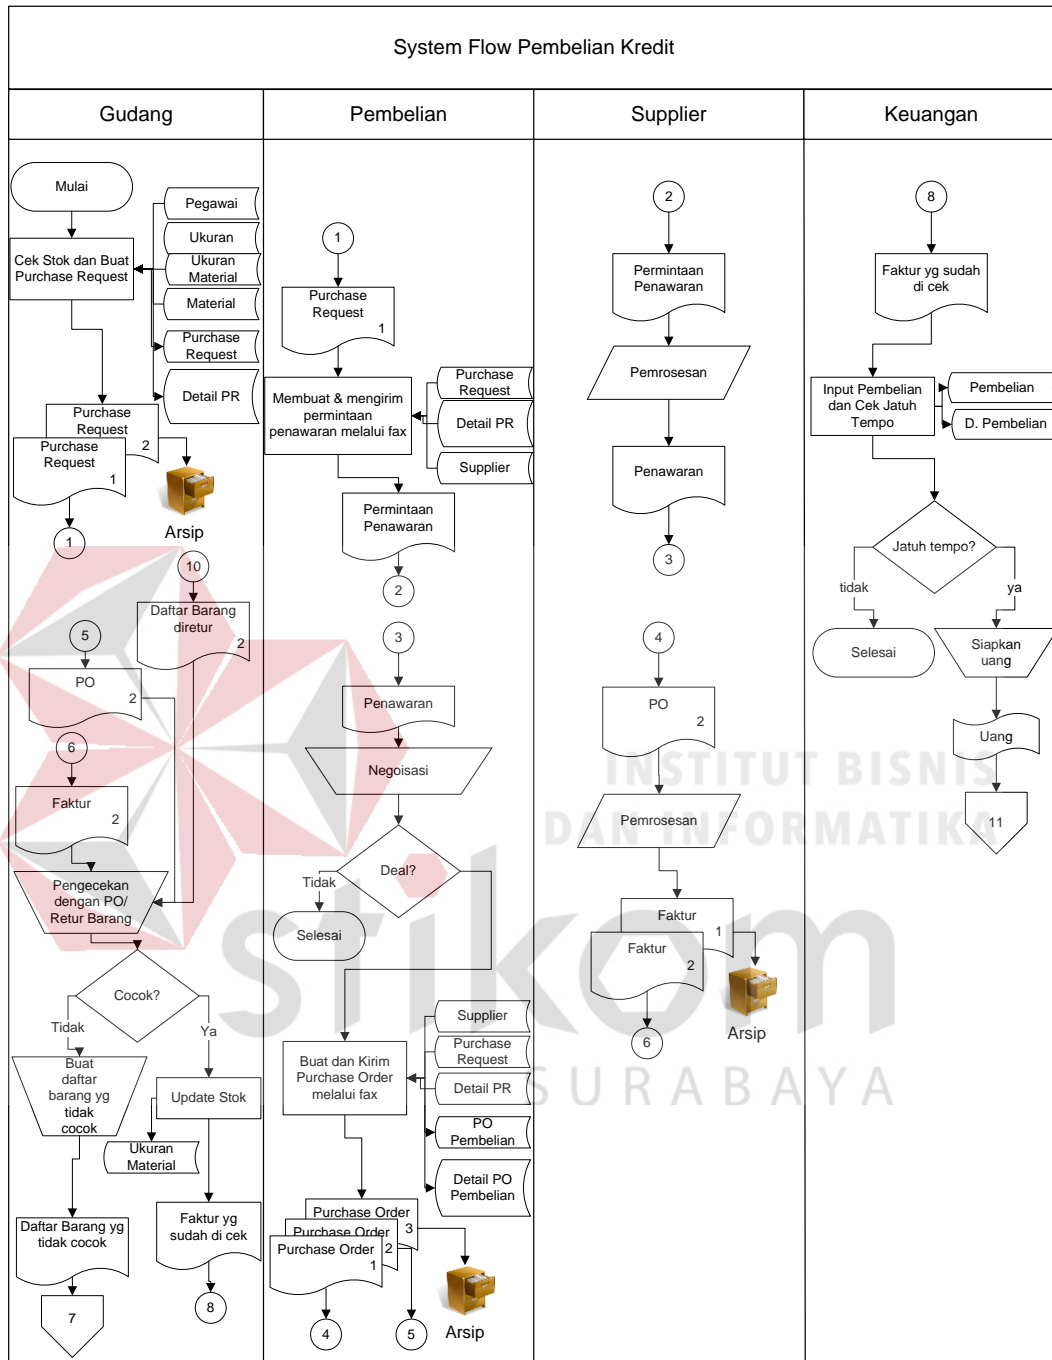 System Flow Pembelian Kredit
Gudang
Pembelian
Supplier
Keuangan
Mulai
Cek Stok dan Buat
Purchase Request
Pegawai
Ukuran
Ukuran
Material
Material
Purchase
Request
Detail PR
Purchase
Request
2
Purchase
Request
1
Arsip
1
10
Daftar Barang
diretur
2
5
PO
2
6
Faktur
2
Pengecekan
dengan PO/
Retur Barang
Cocok?
Tidak
Ya
Buat
daftar
barang yg
tidak
cocok
Update Stok
Ukuran
Material
Daftar Barang yg
tidak cocok
Faktur yg
sudah di cek
7
8
1
Purchase
Request
1
Membuat & mengirim
permintaan
penawaran melalui fax
Purchase
Request
Detail PR
Supplier
Permintaan
Penawaran
2
3
Penawaran
Negoisasi
Deal?
Tidak
Selesai
Buat dan Kirim
Purchase Order
melalui fax
Supplier
Purchase
Request
Detail PR
PO
Pembelian
Detail PO
Pembelian
Purchase Order
3
Purchase Order
2
Purchase Order
1
4
5
Arsip
2
Permintaan
Penawaran
Pemrosesan
Penawaran
3
4
PO
2
Pemrosesan
Faktur
1
Faktur
2
Arsip
6
8
Faktur yg sudah
di cek
Input Pembelian
dan Cek Jatuh
Tempo
Pembelian
D. Pembelian
Jatuh tempo?
tidak
ya
Selesai
Siapkan
uang
Uang
11
INSTITUT BISNIS
DAN INFORMATIKA
stikom
SURABAYA